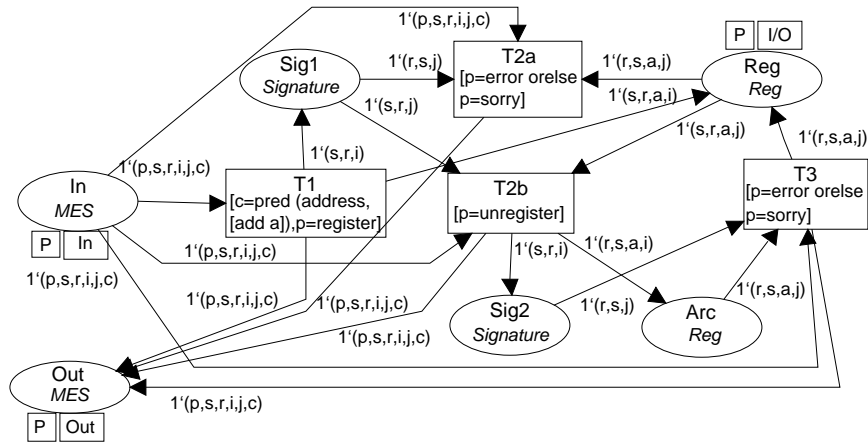 1‘(p,s,r,i,j,c)
P I/O
T2a
[p=error orelse
p=sorry]
Sig1
Signature
1‘(r,s,j)
1‘(r,s,a,j)
Reg
Reg
1‘(s,r,j)
1‘(s,r,a,i)
1‘(s,r,a,j)
1‘(r,s,a,j)
1‘(s,r,i)
1‘(p,s,r,i,j,c)
In
MES
P In
T1
[c=pred (address,
[add a]),p=register]
T2b
[p=unregister]
T3
[p=error orelse
p=sorry]
1‘(s,r,i)
1‘(r,s,a,i)
1‘(p,s,r,i,j,c)
1‘(p,s,r,i,j,c)
1‘(p,s,r,i,j,c)
1‘(p,s,r,i,j,c)
1‘(r,s,j)
1‘(r,s,a,j)
Sig2
Signature
Arc
Reg
Out
MES
P Out
1‘(p,s,r,i,j,c)